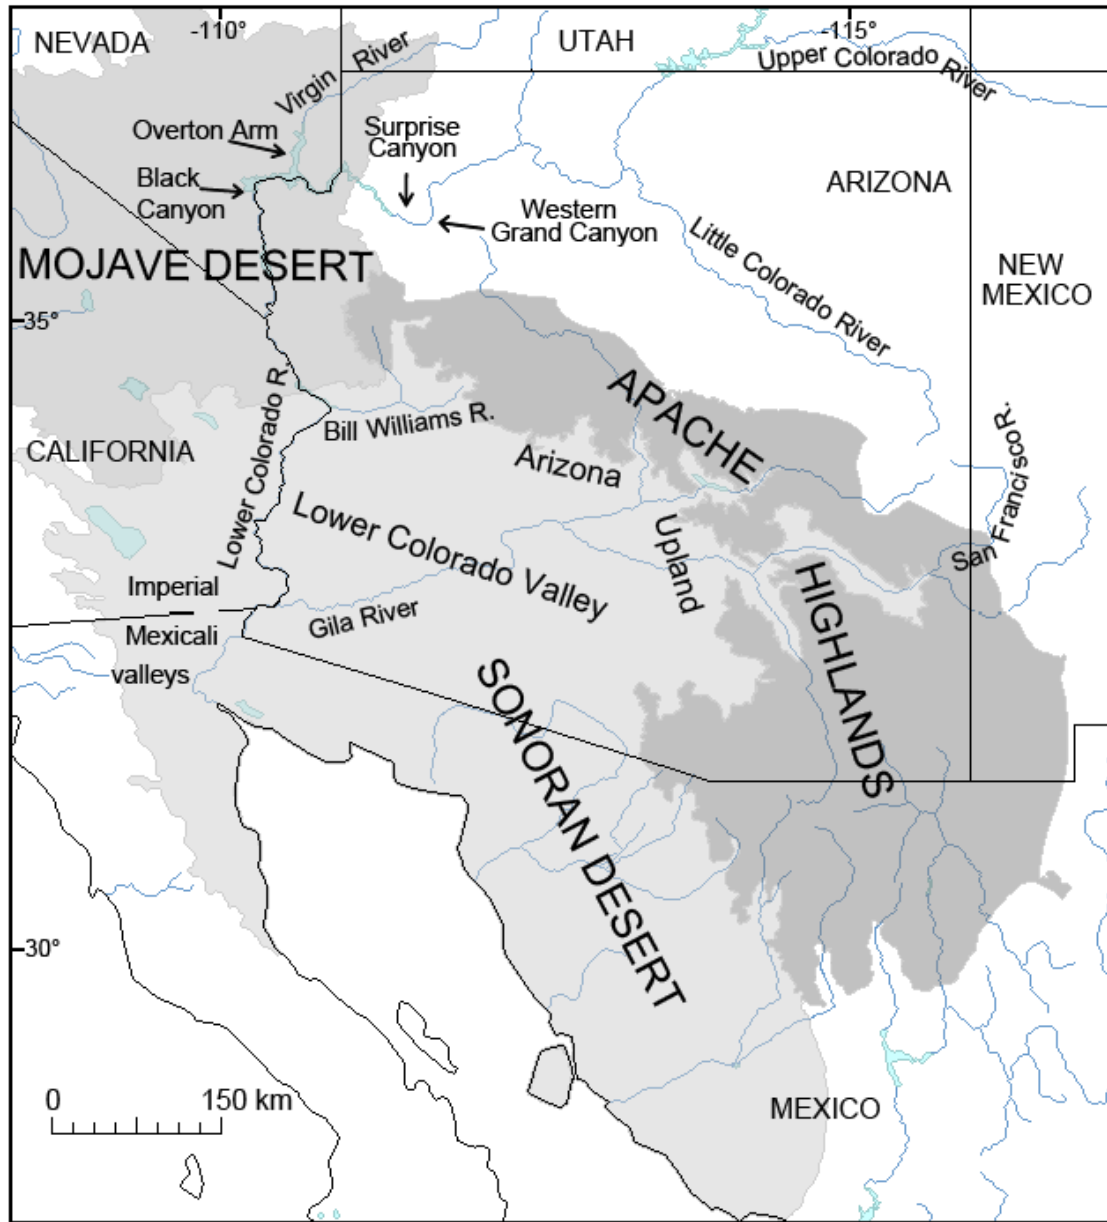 NEVADA
-110°
UTAH
-115°
Virgin River
Upper Colorado River
Overton Arm
Surprise
Canyon
Black
Canyon
ARIZONA
Western
Grand Canyon
Little Colorado River
MOJAVE DESERT
NEW
MEXICO
35°
APACHE
HIGHLANDS
Lower Colorado R.
Bill Williams R.
San Francisco R.
CALIFORNIA
Arizona
Upland
Lower Colorado Valley
Imperial
Gila River
Mexicali
valleys
SONORAN DESERT
30°
0 150 km
MEXICO